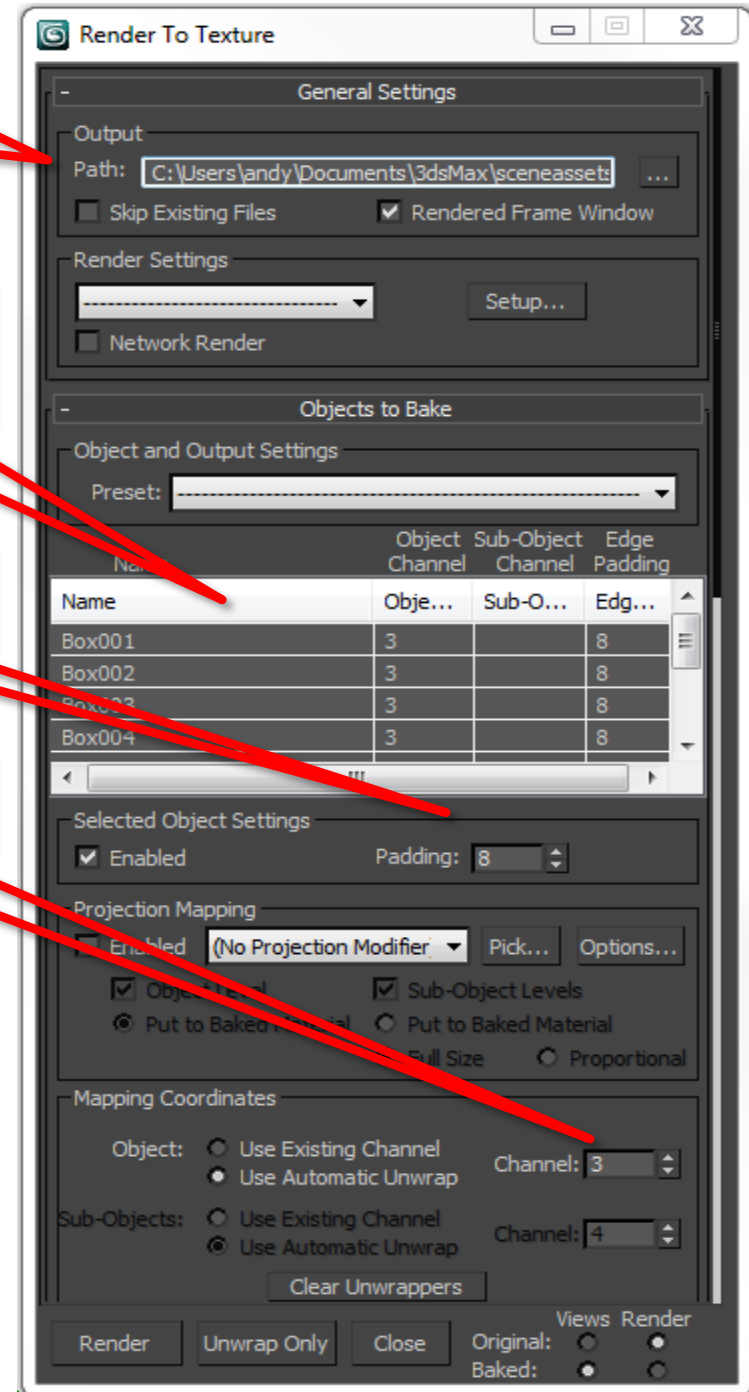 Render To Texture
- General Settings
Output
Path: C:\Users\andy\Documents\3dsMax\sceneassets ...
Skip Existing Files Rendered Frame Window
Render Settings
-------------------------------- Setup...
Network Render
- Objects to Bake
Object and Output Settings
Preset: ----------------------------------------------------------
Object Sub-Object Edge
Name Channel Channel Padding
Name Obje... Sub-O... Edg...
Box001 3 8
Box002 3 8
Box003 3 8
Box004 3 8
Selected Object Settings
Enabled Padding: 8
Projection Mapping
Enabled (No Projection Modifier) Pick... Options...
Object Level Sub-Object Levels
Put to Baked Material Put to Baked Material
Full Size Proportional
Mapping Coordinates
Object: Use Existing Channel
Use Automatic Unwrap Channel: 3
Sub-Objects: Use Existing Channel
Use Automatic Unwrap Channel: 4
Clear Unwrappers
Views Render
Render Unwrap Only Close Original:
Baked: